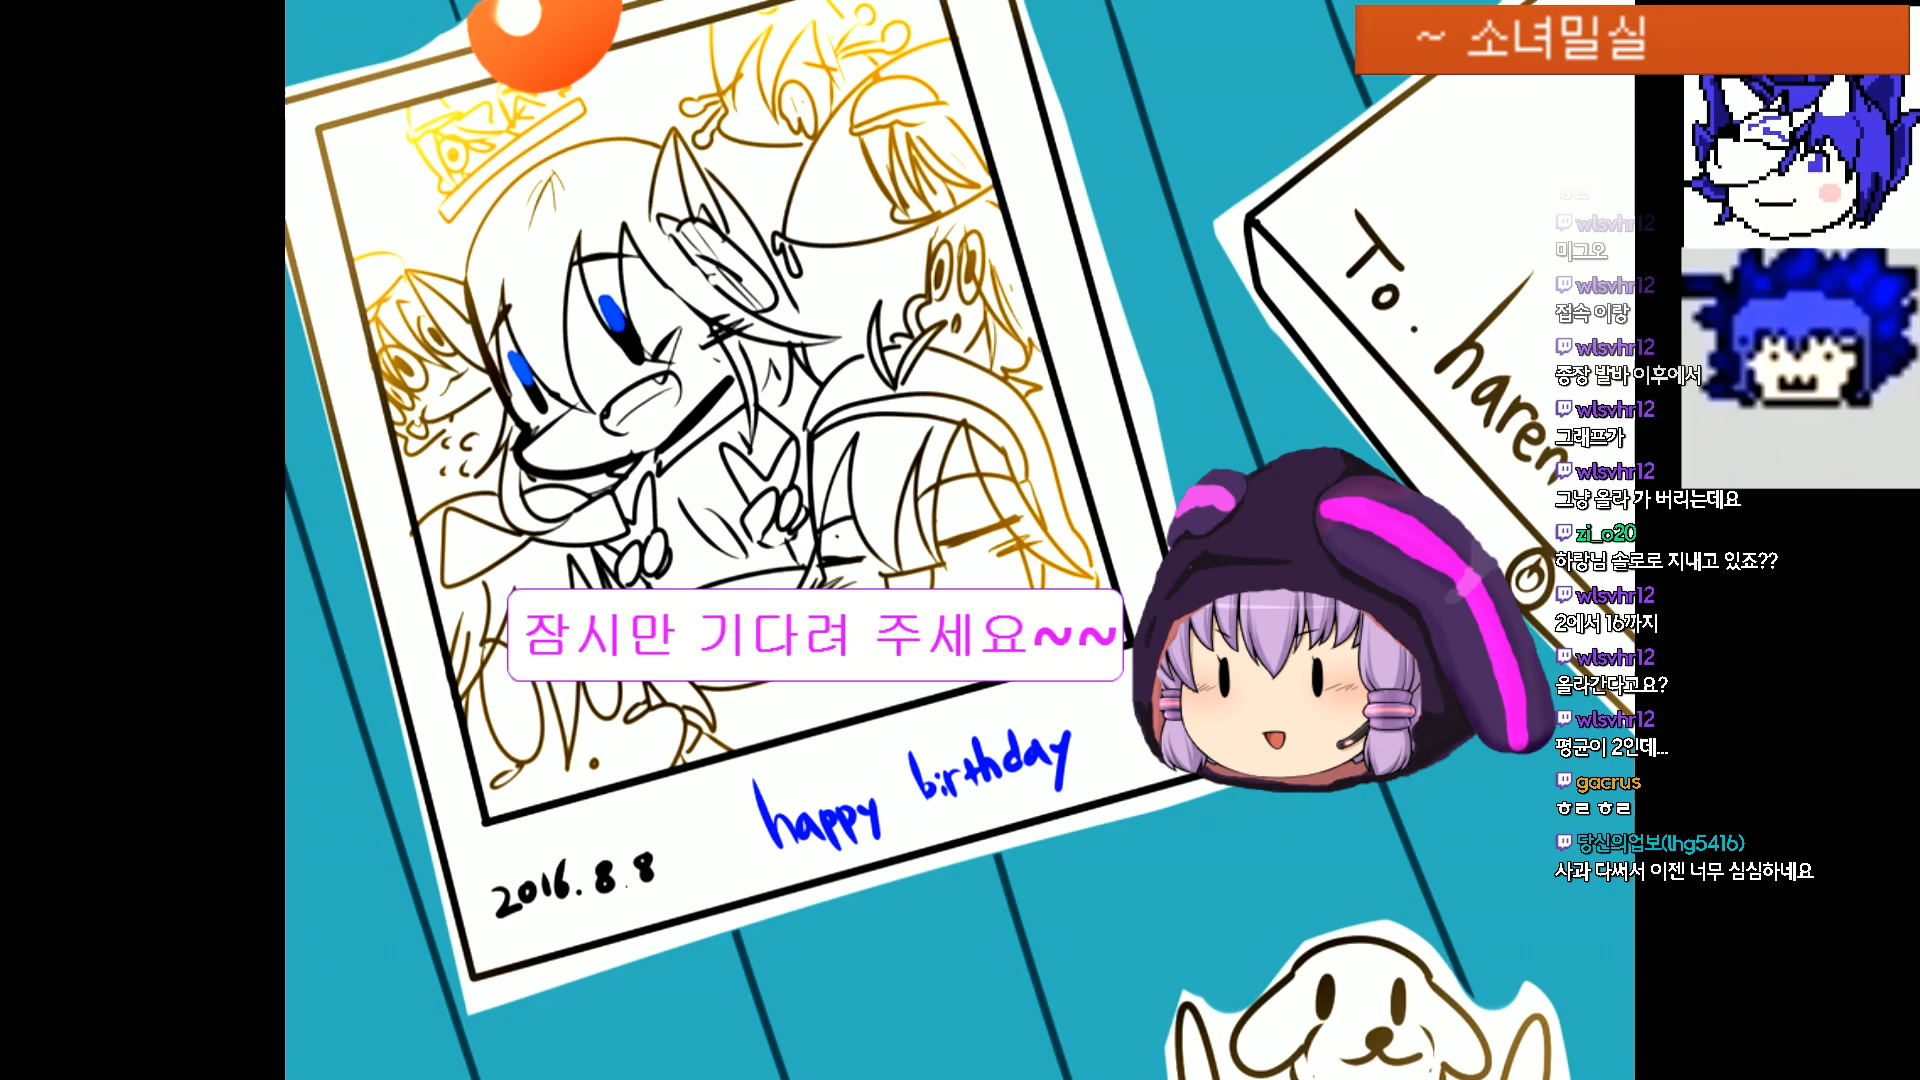 ~ 소녀밀실
To. haren
wlsvhr12
미그오
wlsvhr12
접속 이랑
wlsvhr12
종장 발바 이후에서
wlsvhr12
그래프가
wlsvhr12
그냥 올라 가 버리는데요
zi_o20
하랑님 솔로로 지내고 있죠??
wlsvhr12
2에서 16까지
wlsvhr12
올라간다고요?
wlsvhr12
평균이 2인데...
gacrus
ㅎㄹ ㅎㄹ
당신의업보(lhg5416)
사과 다써서 이젠 너무 심심하네요
잠시만 기다려 주세요~~
happy birthday
2016.8.8